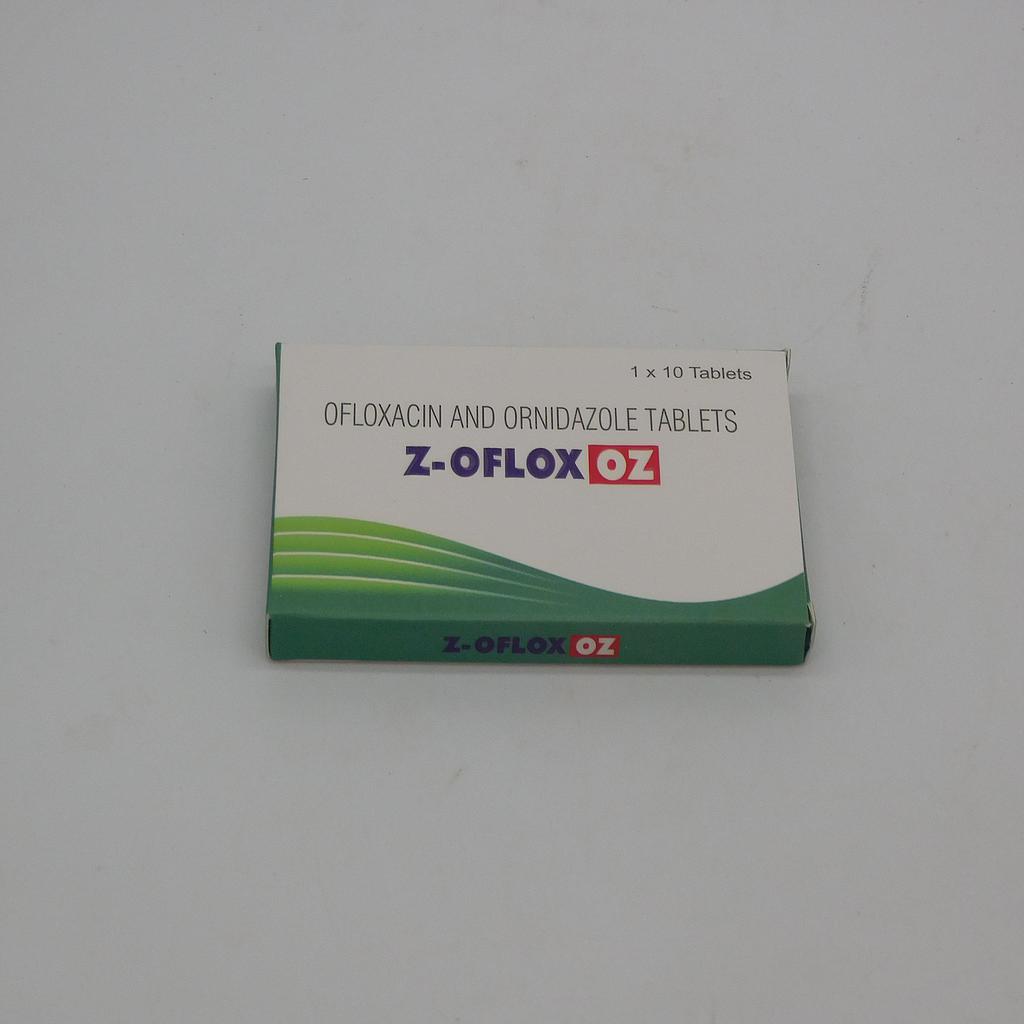 1 x 10 Tablets
OFLOXACIN AND ORNIDAZOLE TABLETS
Z-OFLOX OZ
Z-OFLOX OZ